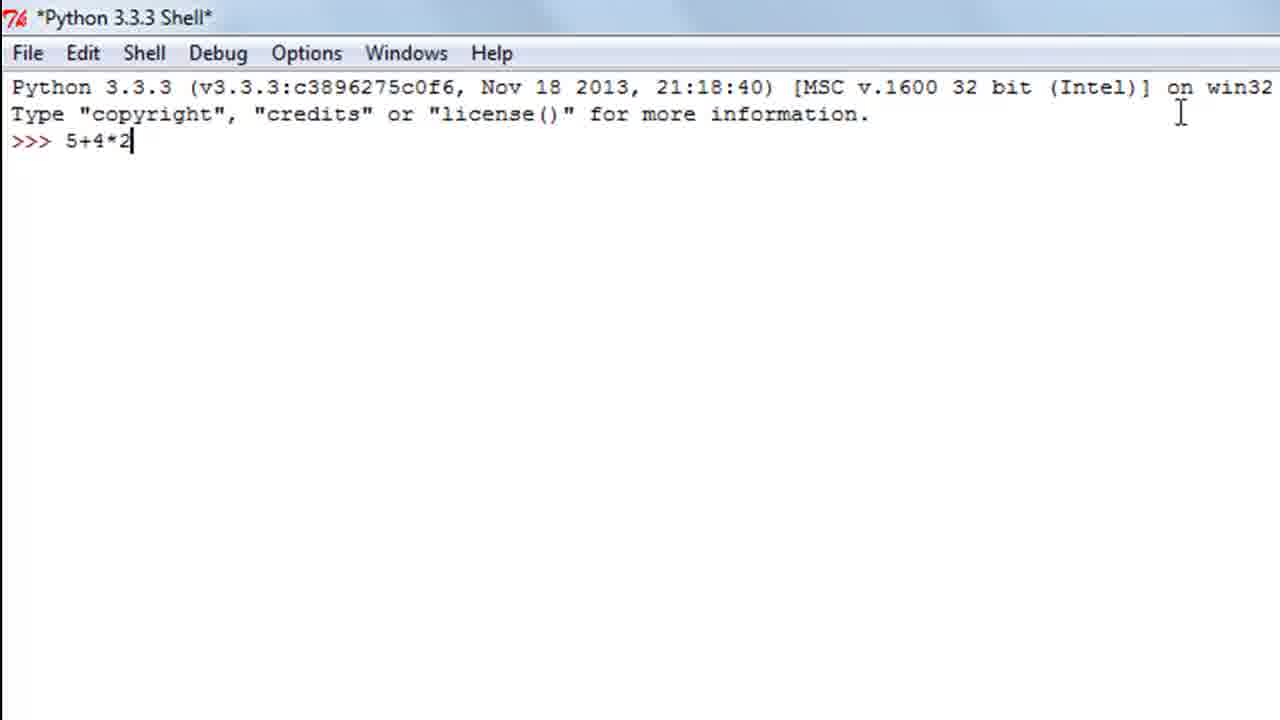 *Python 3.3.3 Shell*
File Edit Shell Debug Options Windows Help
Python 3.3.3 (v3.3.3:c3896275c0f6, Nov 18 2013, 21:18:40) [MSC v.1600 32 bit (Intel)] on win32
Type "copyright", "credits" or "license()" for more information.
>>> 5+4*2